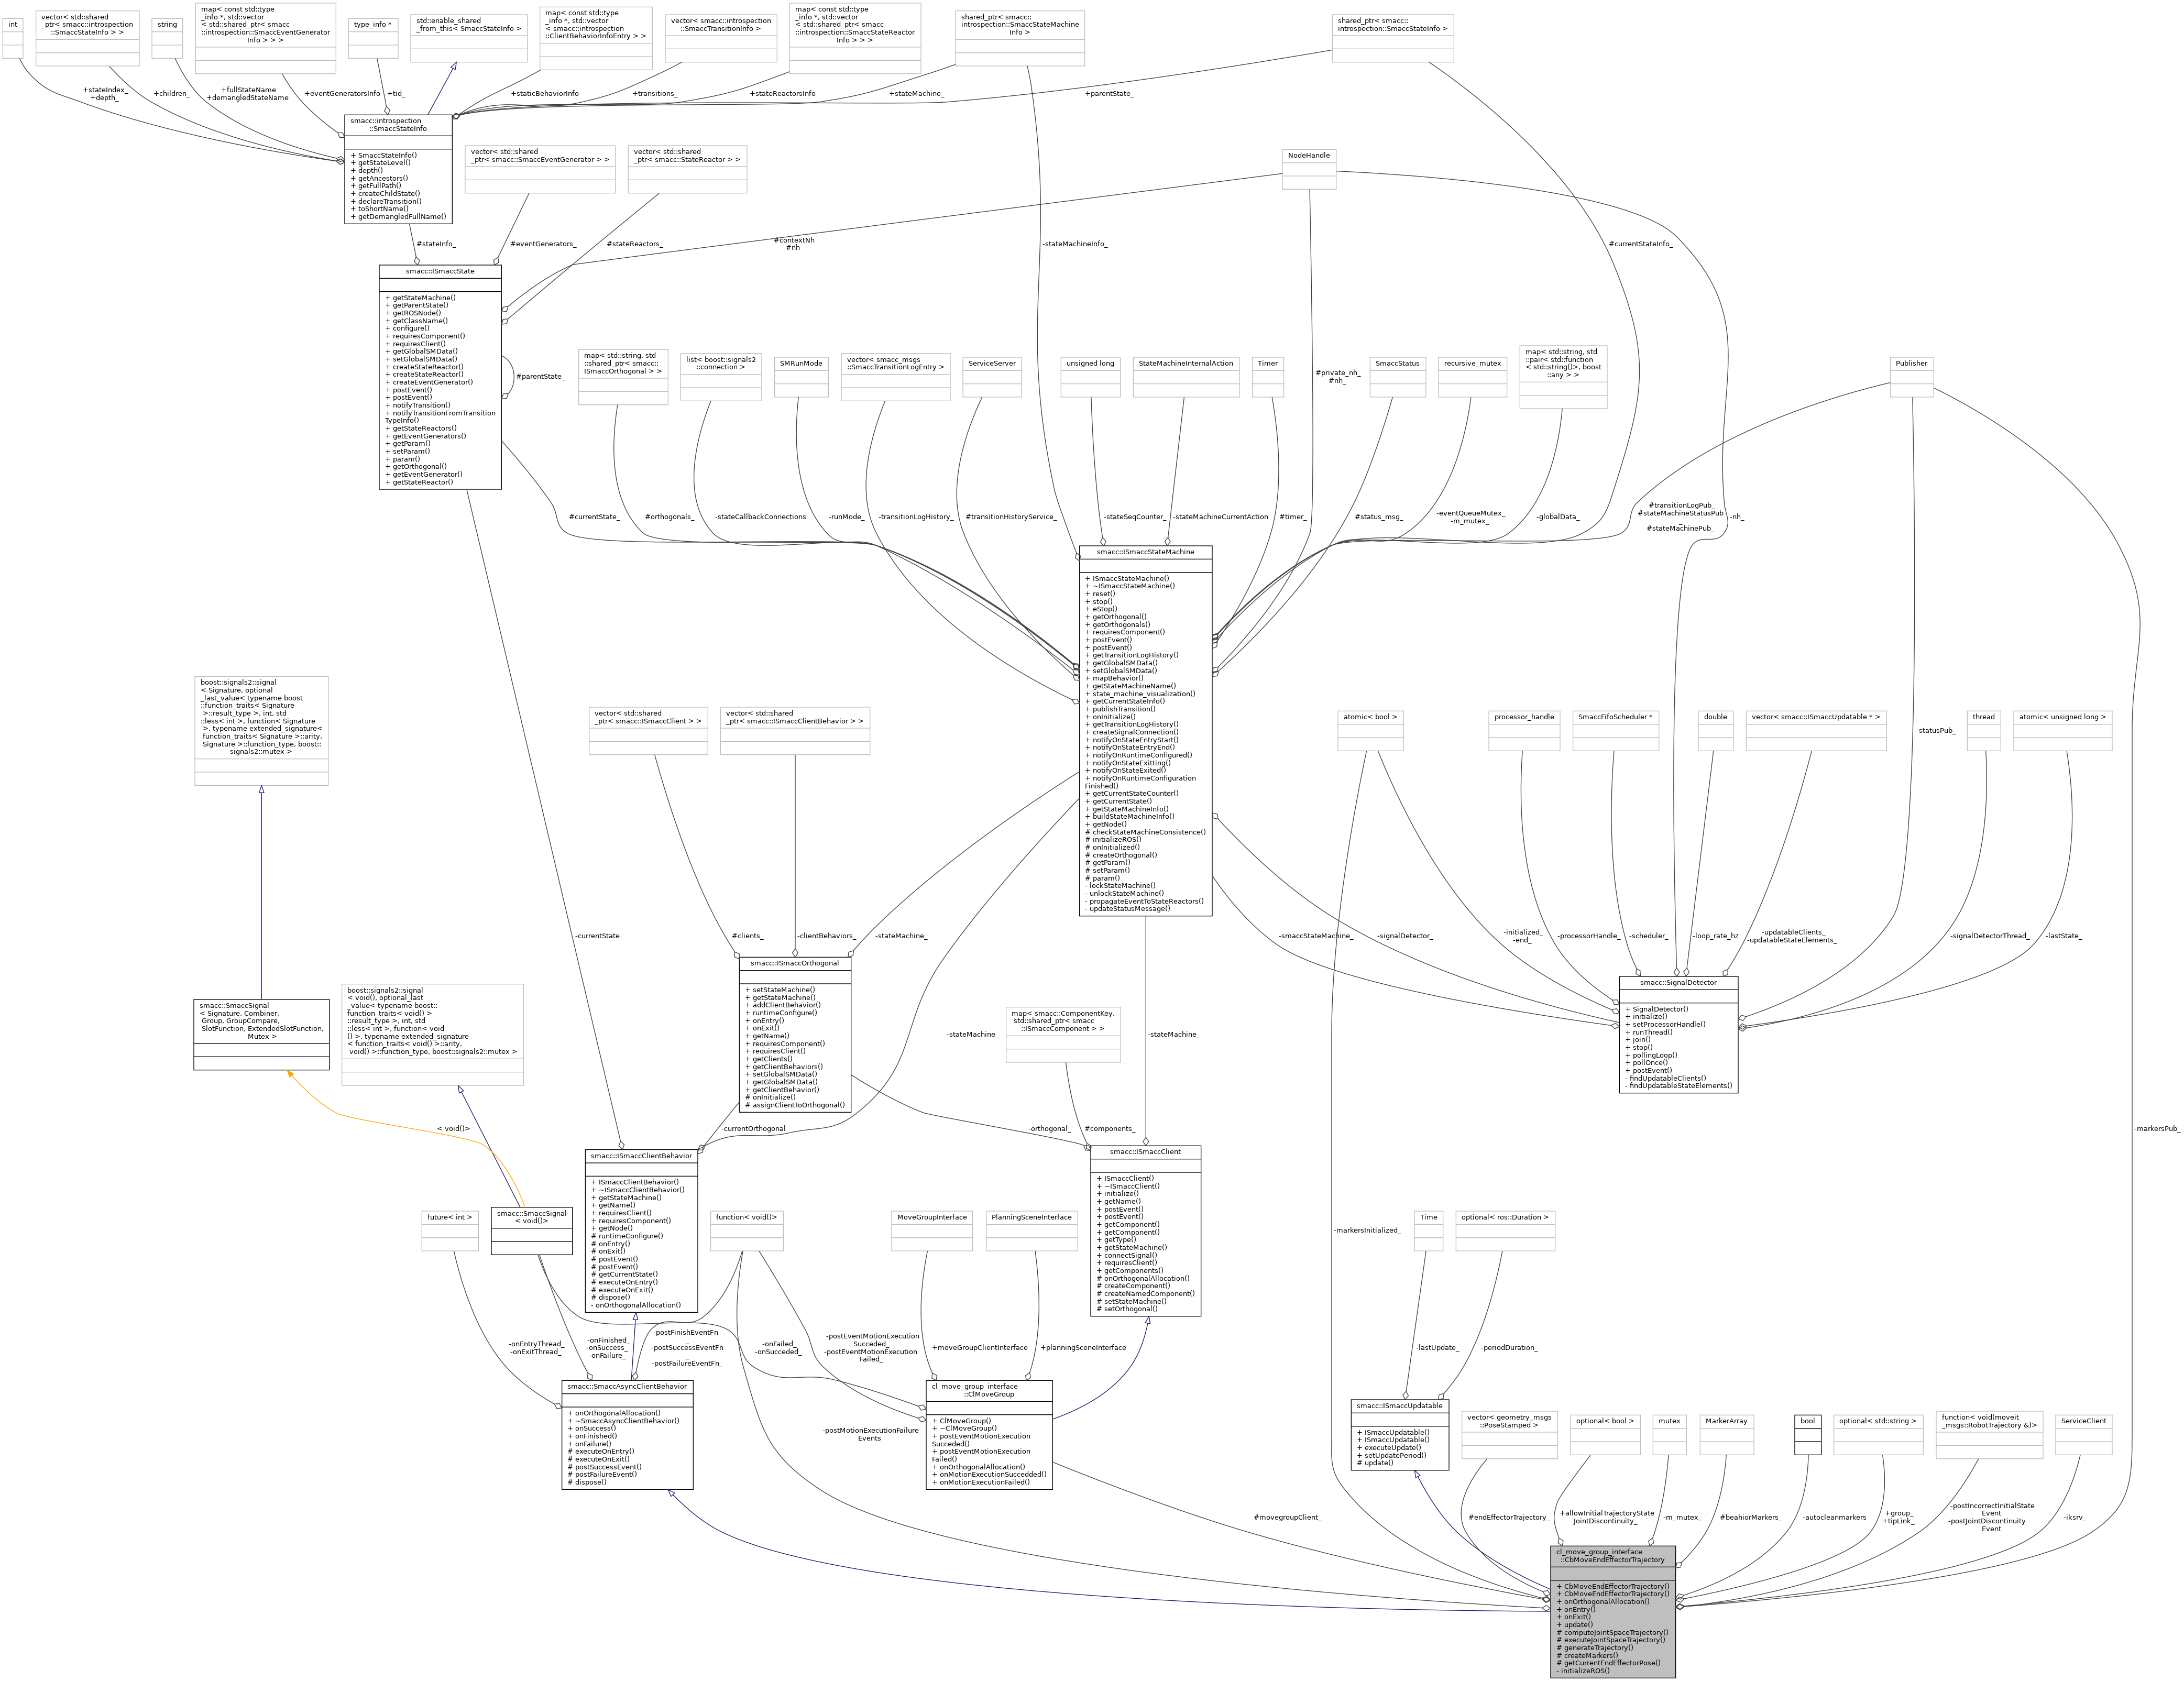 int
vector< std::shared
_ptr< smacc::introspection
::SmaccStateInfo > >
string
map< const std::type
_info *, std::vector
< std::shared_ptr< smacc
::introspection::SmaccEventGenerator
Info > > >
type_info *
std::enable_shared
_from_this< SmaccStateInfo >
map< const std::type
_info *, std::vector
< smacc::introspection
::ClientBehaviorInfoEntry > >
vector< smacc::introspection
::SmaccTransitionInfo >
map< const std::type
_info *, std::vector
< std::shared_ptr< smacc
::introspection::SmaccStateReactor
Info > > >
shared_ptr< smacc::
introspection::SmaccStateMachine
Info >
shared_ptr< smacc::
introspection::SmaccStateInfo >
+stateIndex_
+depth_
+children_
+fullStateName
+demangledStateName
+eventGeneratorsInfo
+tid_
+staticBehaviorInfo
+transitions_
+stateReactorsInfo
+stateMachine_
+parentState_
smacc::introspection
::SmaccStateInfo
+ SmaccStateInfo()
+ getStateLevel()
+ depth()
+ getAncestors()
+ getFullPath()
+ createChildState()
+ declareTransition()
+ toShortName()
+ getDemangledFullName()
vector< std::shared
_ptr< smacc::SmaccEventGenerator > >
vector< std::shared
_ptr< smacc::StateReactor > >
NodeHandle
#stateInfo_
#eventGenerators_
#stateReactors_
#contextNh
#nh
-stateMachineInfo_
#currentStateInfo_
smacc::ISmaccState
+ getStateMachine()
+ getParentState()
+ getROSNode()
+ getClassName()
+ configure()
+ requiresComponent()
+ requiresClient()
+ getGlobalSMData()
+ setGlobalSMData()
+ createStateReactor()
+ createStateReactor()
+ createEventGenerator()
+ postEvent()
+ postEvent()
+ notifyTransition()
+ notifyTransitionFromTransition
TypeInfo()
+ getStateReactors()
+ getEventGenerators()
+ getParam()
+ setParam()
+ param()
+ getOrthogonal()
+ getEventGenerator()
+ getStateReactor()
#parentState_
map< std::string, std
::shared_ptr< smacc::
ISmaccOrthogonal > >
list< boost::signals2
::connection >
SMRunMode
vector< smacc_msgs
::SmaccTransitionLogEntry >
ServiceServer
unsigned long
StateMachineInternalAction
Timer
#private_nh_
#nh_
SmaccStatus
recursive_mutex
map< std::string, std
::pair< std::function
< std::string()>, boost
::any > >
Publisher
#currentState_
#orthogonals_
-stateCallbackConnections
-runMode_
-transitionLogHistory_
#transitionHistoryService_
-stateSeqCounter_
-stateMachineCurrentAction
#timer_
#status_msg_
-eventQueueMutex_
-m_mutex_
-globalData_
#transitionLogPub_
#stateMachineStatusPub
_
#stateMachinePub_
-nh_
smacc::ISmaccStateMachine
+ ISmaccStateMachine()
+ ~ISmaccStateMachine()
+ reset()
+ stop()
+ eStop()
+ getOrthogonal()
+ getOrthogonals()
+ requiresComponent()
+ postEvent()
+ postEvent()
+ getTransitionLogHistory()
+ getGlobalSMData()
+ setGlobalSMData()
+ mapBehavior()
+ getStateMachineName()
+ state_machine_visualization()
+ getCurrentStateInfo()
+ publishTransition()
+ onInitialize()
+ getTransitionLogHistory()
+ createSignalConnection()
+ notifyOnStateEntryStart()
+ notifyOnStateEntryEnd()
+ notifyOnRuntimeConfigured()
+ notifyOnStateExitting()
+ notifyOnStateExited()
+ notifyOnRuntimeConfiguration
Finished()
+ getCurrentStateCounter()
+ getCurrentState()
+ getStateMachineInfo()
+ buildStateMachineInfo()
+ getNode()
# checkStateMachineConsistence()
# initializeROS()
# onInitialized()
# createOrthogonal()
# getParam()
# setParam()
# param()
- lockStateMachine()
- unlockStateMachine()
- propagateEventToStateReactors()
- updateStatusMessage()
boost::signals2::signal
< Signature, optional
_last_value< typename boost
::function_traits< Signature
>::result_type >, int, std
::less< int >, function< Signature
>, typename extended_signature<
function_traits< Signature >::arity,
Signature >::function_type, boost::
signals2::mutex >
vector< std::shared
_ptr< smacc::ISmaccClient > >
vector< std::shared
_ptr< smacc::ISmaccClientBehavior > >
atomic< bool >
processor_handle
SmaccFifoScheduler *
double
vector< smacc::ISmaccUpdatable * >
-statusPub_
thread
atomic< unsigned long >
-currentState
#clients_
-clientBehaviors_
-stateMachine_
-smaccStateMachine_
-signalDetector_
-initialized_
-end_
-processorHandle_
-scheduler_
-loop_rate_hz
-updatableClients_
-updatableStateElements_
-signalDetectorThread_
-lastState_
smacc::ISmaccOrthogonal
+ setStateMachine()
+ getStateMachine()
+ addClientBehavior()
+ runtimeConfigure()
+ onEntry()
+ onExit()
+ getName()
+ requiresComponent()
+ requiresClient()
+ getClients()
+ getClientBehaviors()
+ setGlobalSMData()
+ getGlobalSMData()
+ getClientBehavior()
# onInitialize()
# assignClientToOrthogonal()
smacc::SignalDetector
+ SignalDetector()
+ initialize()
+ setProcessorHandle()
+ runThread()
+ join()
+ stop()
+ pollingLoop()
+ pollOnce()
+ postEvent()
- findUpdatableClients()
- findUpdatableStateElements()
smacc::SmaccSignal
< Signature, Combiner,
Group, GroupCompare,
SlotFunction, ExtendedSlotFunction,
Mutex >
boost::signals2::signal
< void(), optional_last
_value< typename boost::
function_traits< void() >
::result_type >, int, std
::less< int >, function< void
() >, typename extended_signature
< function_traits< void() >::arity,
void() >::function_type, boost::signals2::mutex >
-stateMachine_
map< smacc::ComponentKey,
std::shared_ptr< smacc
::ISmaccComponent > >
-stateMachine_
< void()>
-currentOrthogonal
-orthogonal_
#components_
-markersPub_
smacc::ISmaccClientBehavior
+ ISmaccClientBehavior()
+ ~ISmaccClientBehavior()
+ getStateMachine()
+ getName()
+ requiresClient()
+ requiresComponent()
+ getNode()
# runtimeConfigure()
# onEntry()
# onExit()
# postEvent()
# postEvent()
# getCurrentState()
# executeOnEntry()
# executeOnExit()
# dispose()
- onOrthogonalAllocation()
smacc::ISmaccClient
+ ISmaccClient()
+ ~ISmaccClient()
+ initialize()
+ getName()
+ postEvent()
+ postEvent()
+ getComponent()
+ getComponent()
+ getType()
+ getStateMachine()
+ connectSignal()
+ requiresClient()
+ getComponents()
# onOrthogonalAllocation()
# createComponent()
# createNamedComponent()
# setStateMachine()
# setOrthogonal()
future< int >
smacc::SmaccSignal
< void()>
function< void()>
MoveGroupInterface
PlanningSceneInterface
-markersInitialized_
Time
optional< ros::Duration >
-onEntryThread_
-onExitThread_
-onFinished_
-onSuccess_
-onFailure_
-postFinishEventFn
_
-postSuccessEventFn
_
-postFailureEventFn_
-onFailed_
-onSucceded_
-postEventMotionExecution
Succeded_
-postEventMotionExecution
Failed_
+moveGroupClientInterface
+planningSceneInterface
-lastUpdate_
-periodDuration_
smacc::SmaccAsyncClientBehavior
+ onOrthogonalAllocation()
+ ~SmaccAsyncClientBehavior()
+ onSuccess()
+ onFinished()
+ onFailure()
# executeOnEntry()
# executeOnExit()
# postSuccessEvent()
# postFailureEvent()
# dispose()
-postMotionExecutionFailure
Events
cl_move_group_interface
::ClMoveGroup
+ ClMoveGroup()
+ ~ClMoveGroup()
+ postEventMotionExecution
Succeded()
+ postEventMotionExecution
Failed()
+ onOrthogonalAllocation()
+ onMotionExecutionSuccedded()
+ onMotionExecutionFailed()
smacc::ISmaccUpdatable
+ ISmaccUpdatable()
+ ISmaccUpdatable()
+ executeUpdate()
+ setUpdatePeriod()
# update()
vector< geometry_msgs
::PoseStamped >
optional< bool >
mutex
MarkerArray
bool
optional< std::string >
function< void(moveit
_msgs::RobotTrajectory &)>
ServiceClient
#movegroupClient_
#endEffectorTrajectory_
+allowInitialTrajectoryState
JointDiscontinuity_
-m_mutex_
#beahiorMarkers_
-autocleanmarkers
+group_
+tipLink_
-postIncorrectInitialState
Event
-postJointDiscontinuity
Event
-iksrv_
cl_move_group_interface
::CbMoveEndEffectorTrajectory
+ CbMoveEndEffectorTrajectory()
+ CbMoveEndEffectorTrajectory()
+ onOrthogonalAllocation()
+ onEntry()
+ onExit()
+ update()
# computeJointSpaceTrajectory()
# executeJointSpaceTrajectory()
# generateTrajectory()
# createMarkers()
# getCurrentEndEffectorPose()
- initializeROS()